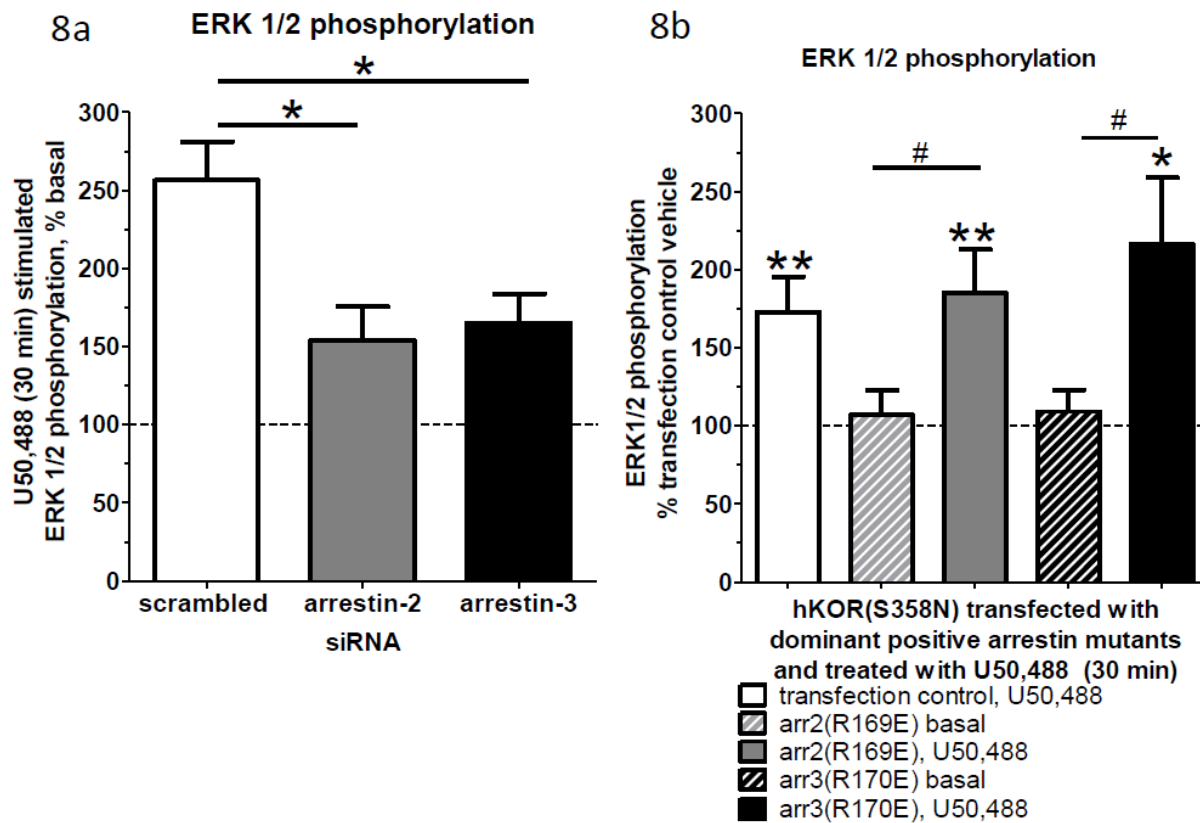 8a
ERK 1/2 phosphorylation
*
*
U50,488 (30 min) stimulated
ERK 1/2 phosphorylation, % basal
300
250
200
150
100
50
0
scrambled arrestin-2 arrestin-3
siRNA
8b
ERK 1/2 phosphorylation
#
#
**
**
*
ERK1/2 phosphorylation
% transfection control vehicle
300
250
200
150
100
50
0
hKOR(S358N) transfected with
dominant positive arrestin mutants
and treated with U50,488 (30 min)
transfection control, U50,488
arr2(R169E) basal
arr2(R169E), U50,488
arr3(R170E) basal
arr3(R170E), U50,488